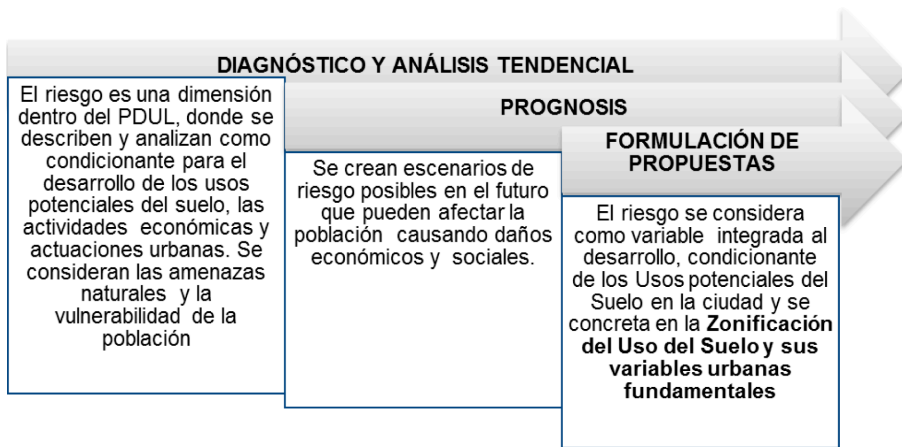 DIAGNÓSTICO Y ANÁLISIS TENDENCIAL
El riesgo es una dimensión
dentro del PDUL, donde se
describen y analizan como
condicionante para el
desarrollo de los usos
potenciales del suelo, las
actividades económicas y
actuaciones urbanas. Se
consideran las amenazas
naturales y la
vulnerabilidad de la
población
PROGNOSIS
Se crean escenarios de
riesgo posibles en el futuro
que pueden afectar la
población causando daños
económicos y sociales.
FORMULACIÓN DE
PROPUESTAS
El riesgo se considera
como variable integrada al
desarrollo, condicionante
de los Usos potenciales del
Suelo en la ciudad y se
concreta en la Zonificación
del Uso del Suelo y sus
variables urbanas
fundamentales